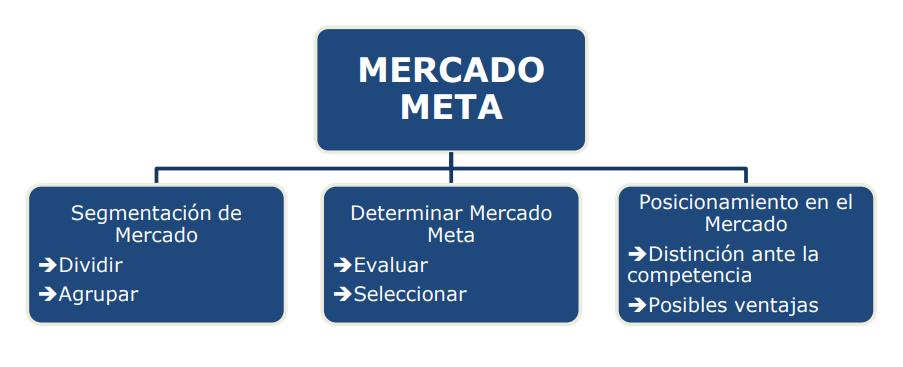 MERCADO
META
Segmentación de
Mercado
➔Dividir
➔Agrupar
Determinar Mercado
Meta
➔Evaluar
➔Seleccionar
Posicionamiento en el
Mercado
➔Distinción ante la
competencia
➔Posibles ventajas